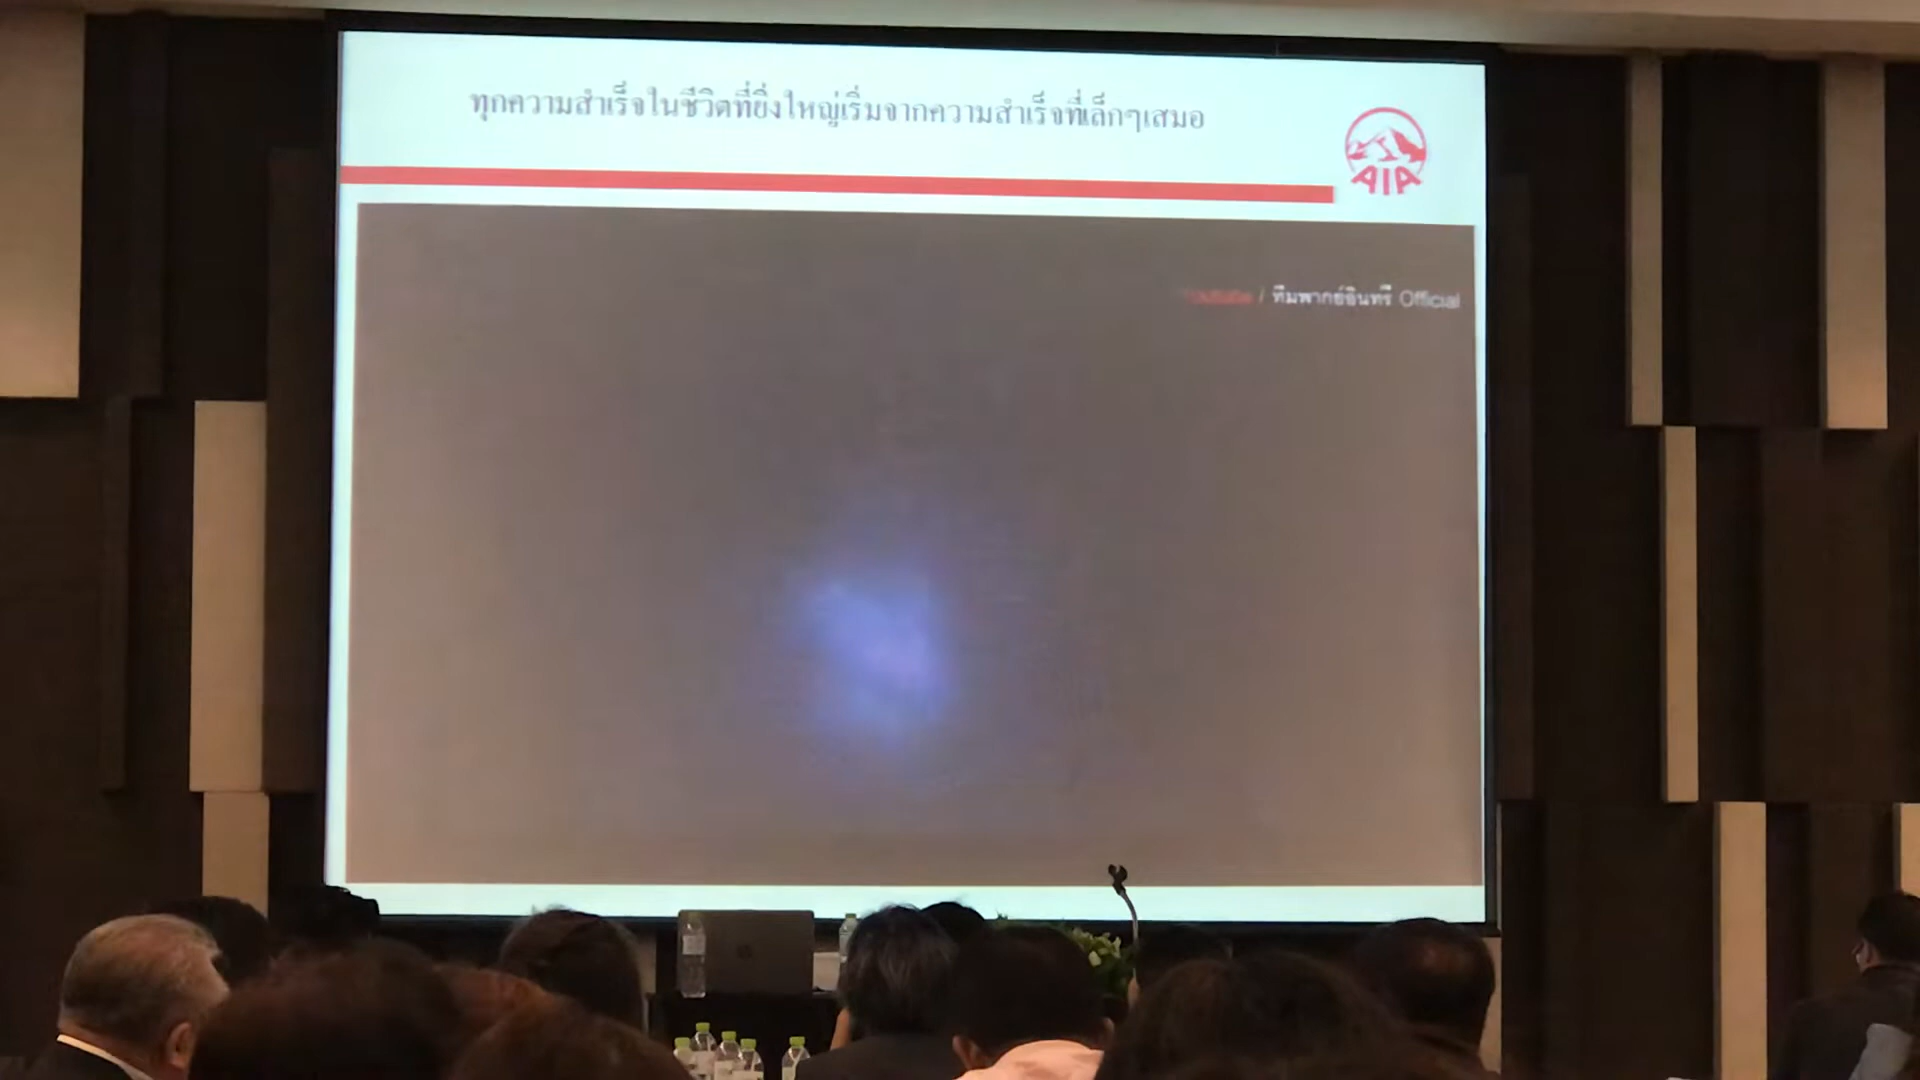 ทุกความสำเร็จในชีวิตที่ยิ่งใหญ่เริ่มจากความสำเร็จที่เล็กๆเสมอ
AIA
/ ทีมพากย์อินทรี Official